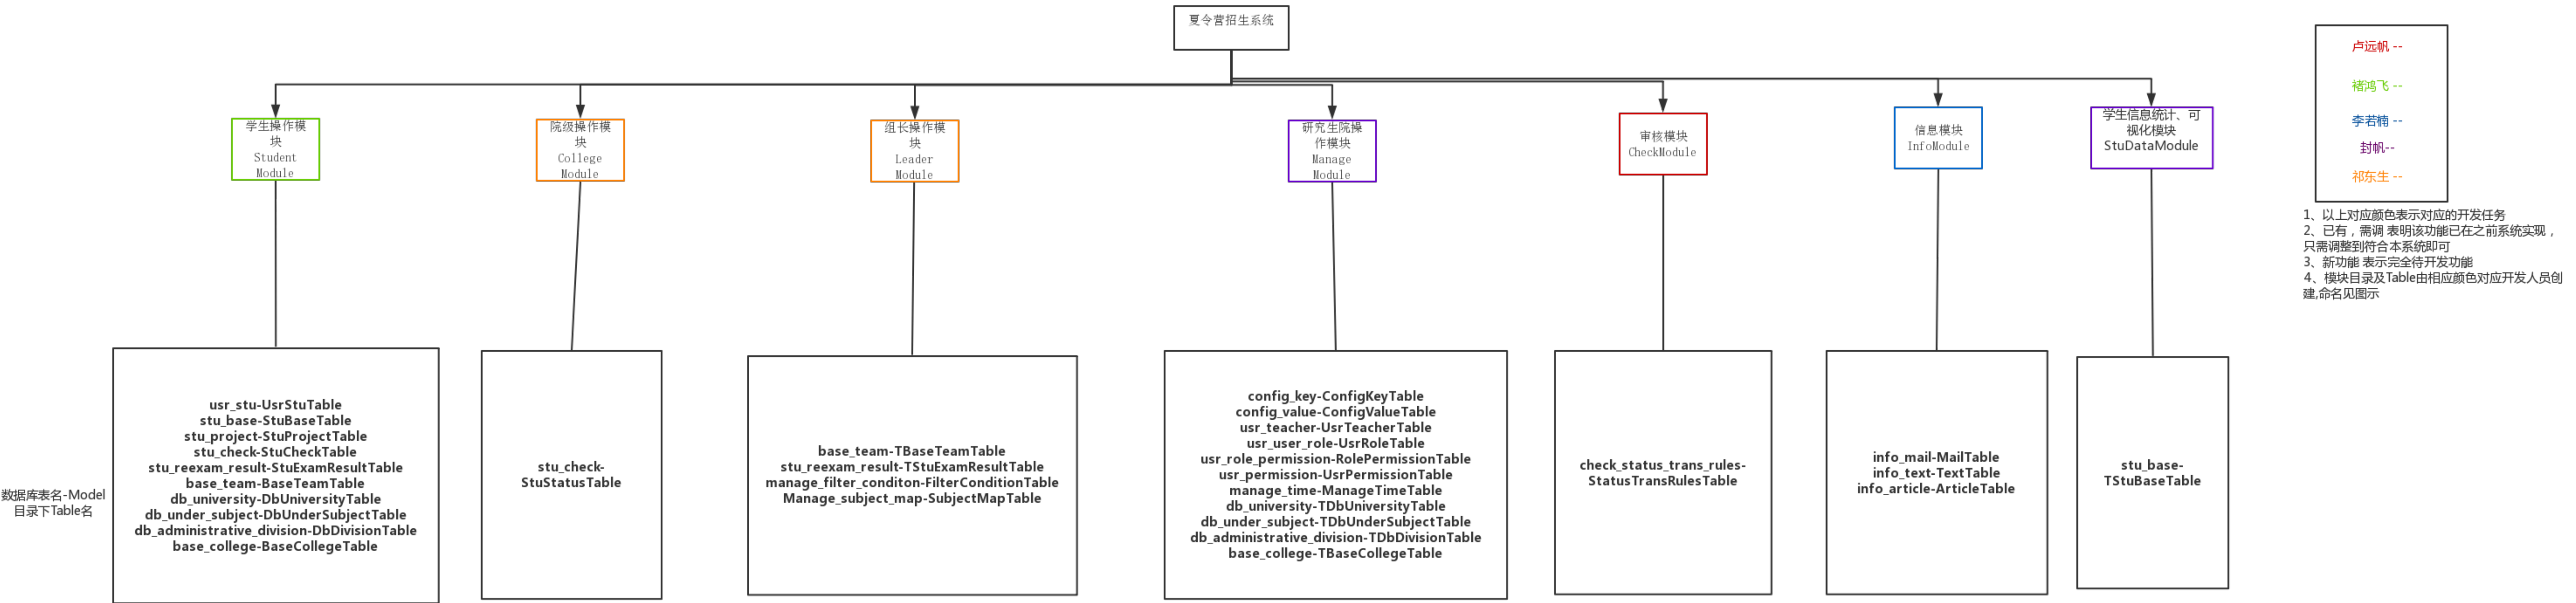 夏令营招生系统
学生操作模
块
Student
Module
院级操作模
块
College
Module
组长操作模
块
Leader
Module
研究生院操
作模块
Manage
Module
审核模块
CheckModule
信息模块
InfoModule
学生信息统计、可
视化模块
StuDataModule
卢远帆 --
褚鸿飞 --
李若楠 --
封帆--
祁东生 --
1、以上对应颜色表示对应的开发任务
2、已有，需调 表明该功能已在之前系统实现，
只需调整到符合本系统即可
3、新功能 表示完全待开发功能
4、模块目录及Table由相应颜色对应开发人员创
建,命名见图示
数据库表名-Model
目录下Table名
usr_stu-UsrStuTable
stu_base-StuBaseTable
stu_project-StuProjectTable
stu_check-StuCheckTable
stu_reexam_result-StuExamResultTable
base_team-BaseTeamTable
db_university-DbUniversityTable
db_under_subject-DbUnderSubjectTable
db_administrative_division-DbDivisionTable
base_college-BaseCollegeTable
stu_check-
StuStatusTable
base_team-TBaseTeamTable
stu_reexam_result-TStuExamResultTable
manage_filter_conditon-FilterConditionTable
Manage_subject_map-SubjectMapTable
config_key-ConfigKeyTable
config_value-ConfigValueTable
usr_teacher-UsrTeacherTable
usr_user_role-UsrRoleTable
usr_role_permission-RolePermissionTable
usr_permission-UsrPermissionTable
manage_time-ManageTimeTable
db_university-TDbUniversityTable
db_under_subject-TDbUnderSubjectTable
db_administrative_division-TDbDivisionTable
base_college-TBaseCollegeTable
check_status_trans_rules-
StatusTransRulesTable
info_mail-MailTable
info_text-TextTable
info_article-ArticleTable
stu_base-
TStuBaseTable